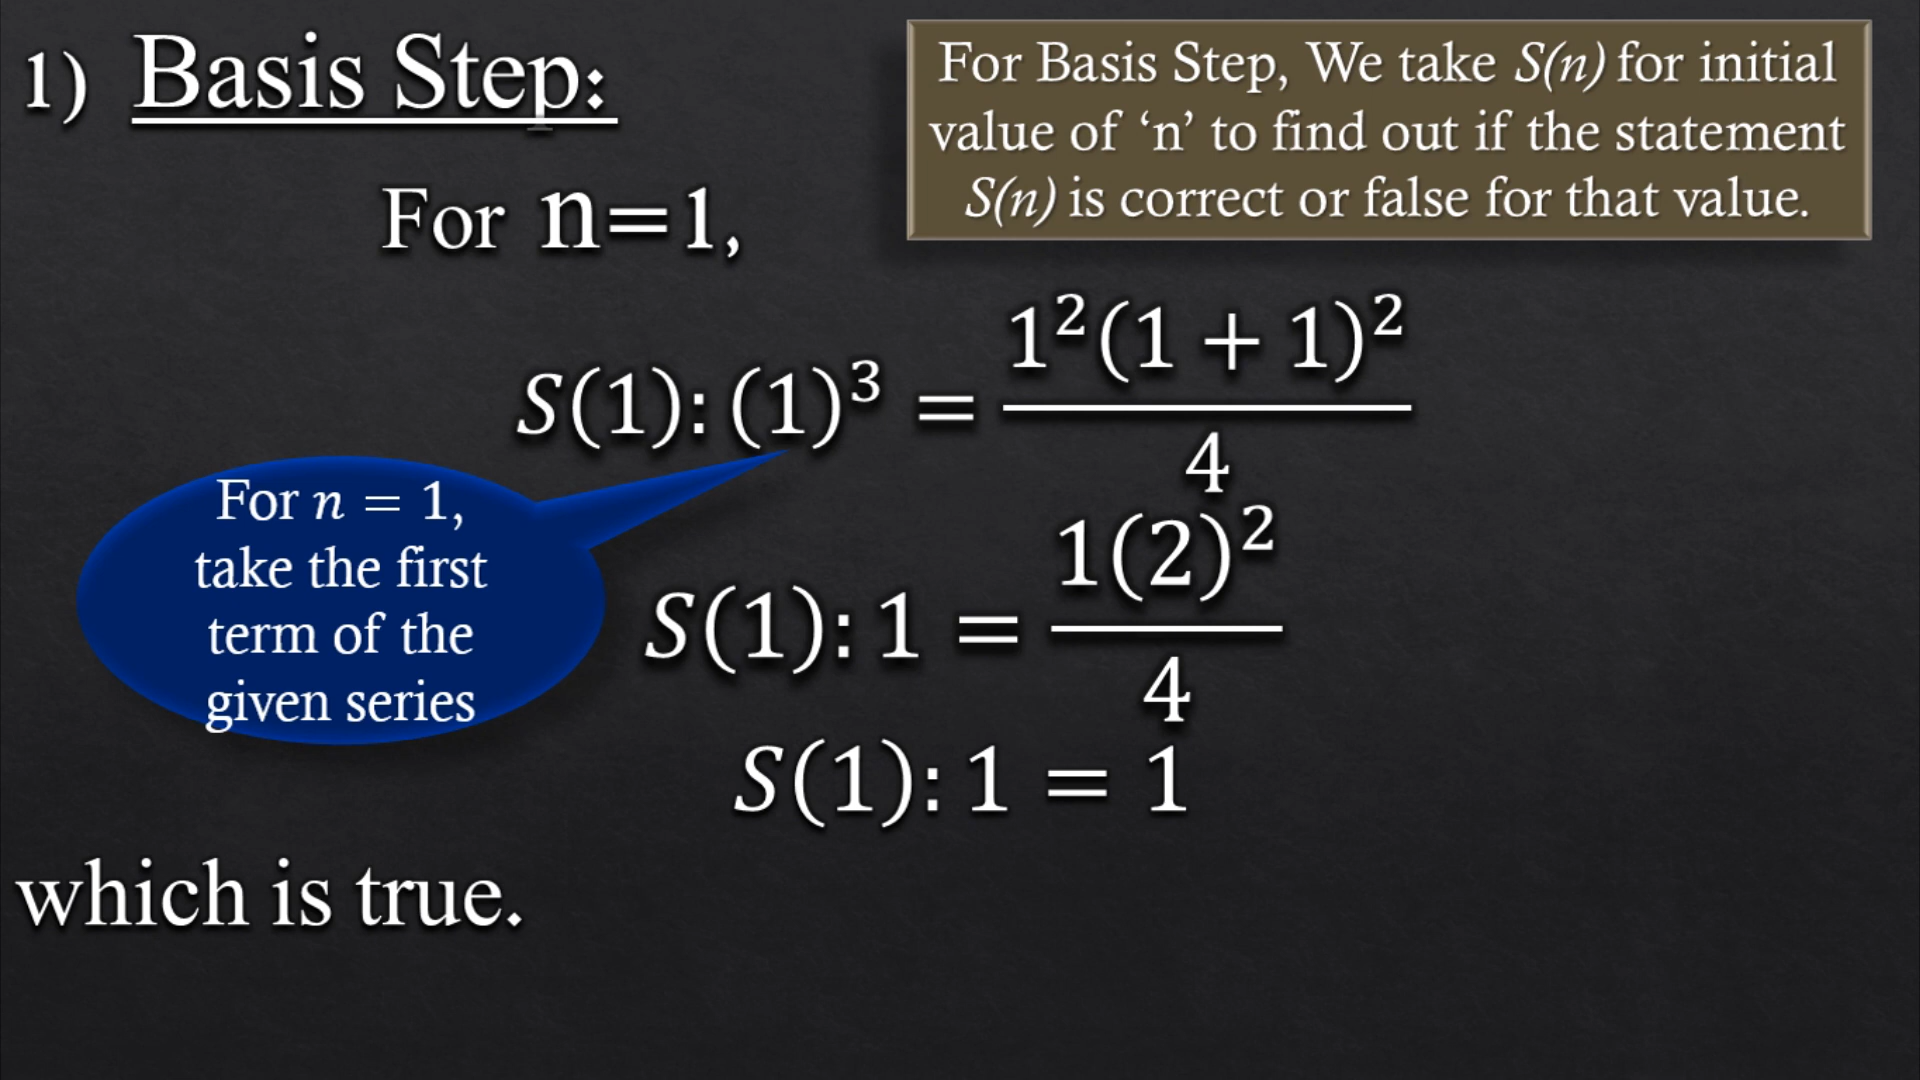 1) Basis Step:
For Basis Step, We take S(n) for initial
value of ‘n’ to find out if the statement
S(n) is correct or false for that value.
For n=1,
S(1): (1)³ = 1²(1 + 1)²/4
For n = 1,
take the first
term of the
given series
S(1): 1 = 1(2)²/4
S(1): 1 = 1
which is true.